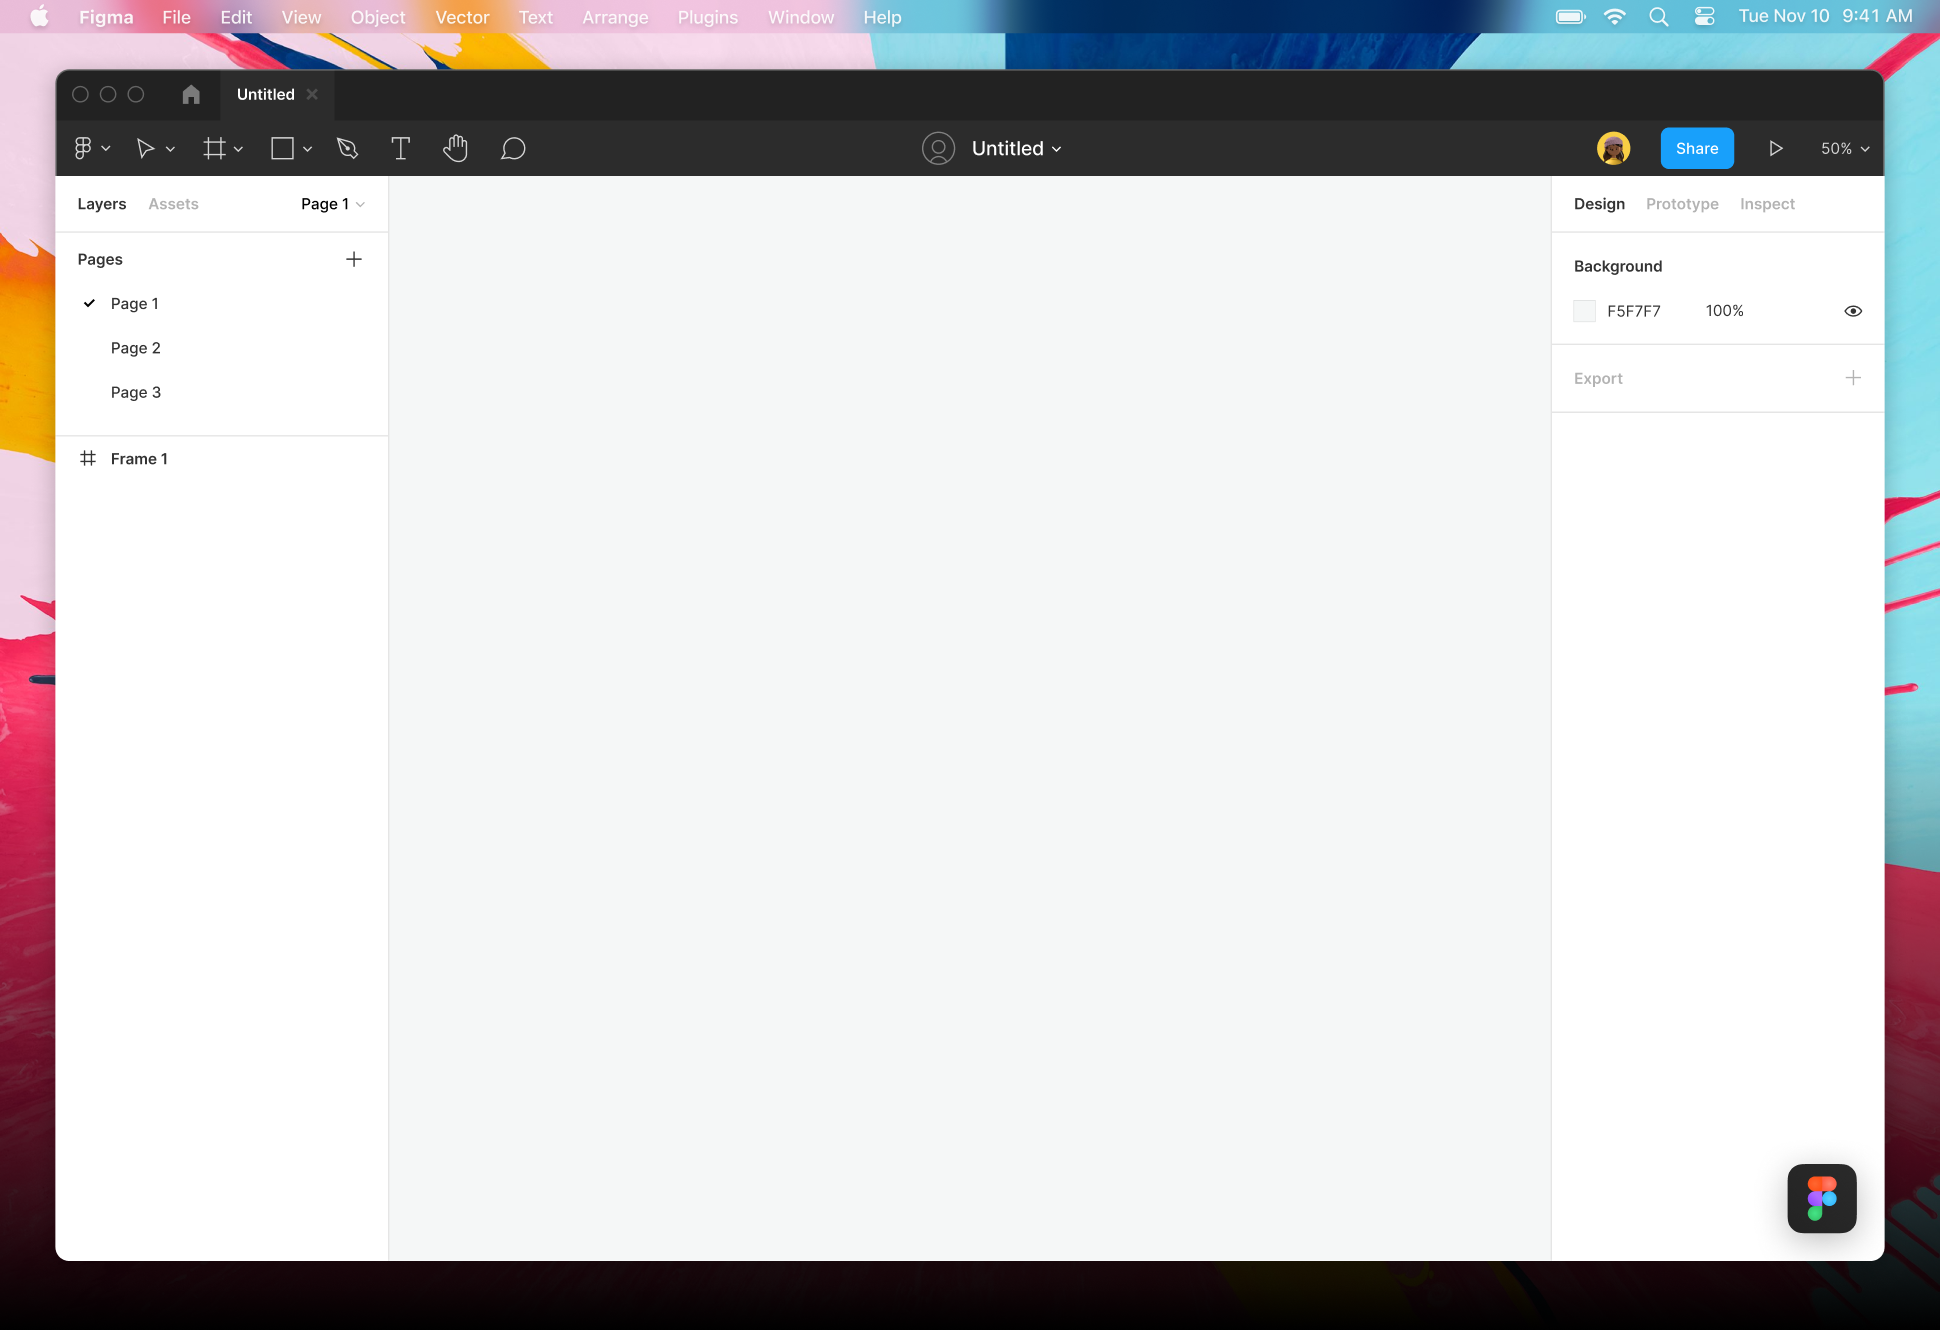 Figma File Edit View Object Vector Text Arrange Plugins Window Help Tue Nov 10 9:41 AM
Untitled
Untitled Share 50%
Layers Assets Page 1 Design Prototype Inspect
Pages
Background
Page 1
F5F7F7 100%
Page 2
Export
Page 3
Frame 1